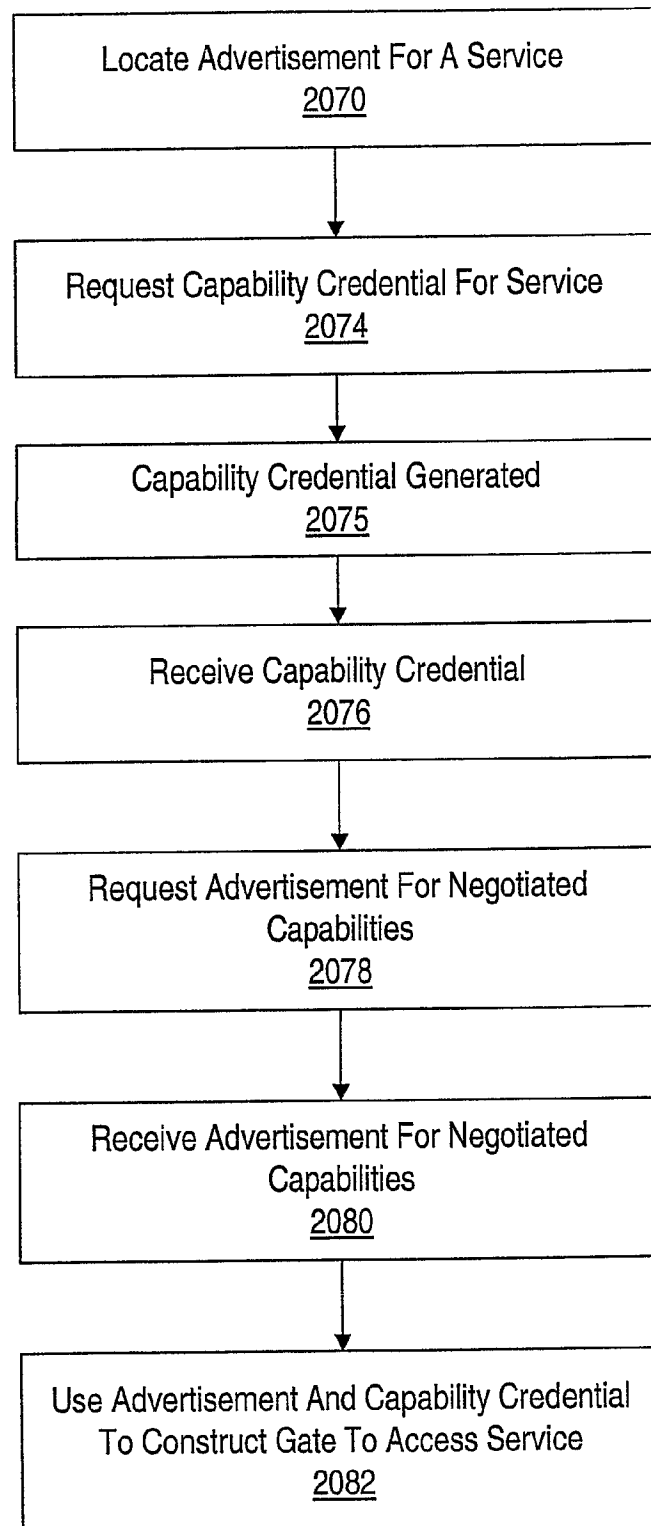 Locate Advertisement For A Service
2070
Request Capability Credential For Service
2074
Capability Credential Generated
2075
Receive Capability Credential
2076
Request Advertisement For Negotiated
Capabilities
2078
Receive Advertisement For Negotiated
Capabilities
2080
Use Advertisement And Capability Credential
To Construct Gate To Access Service
2082